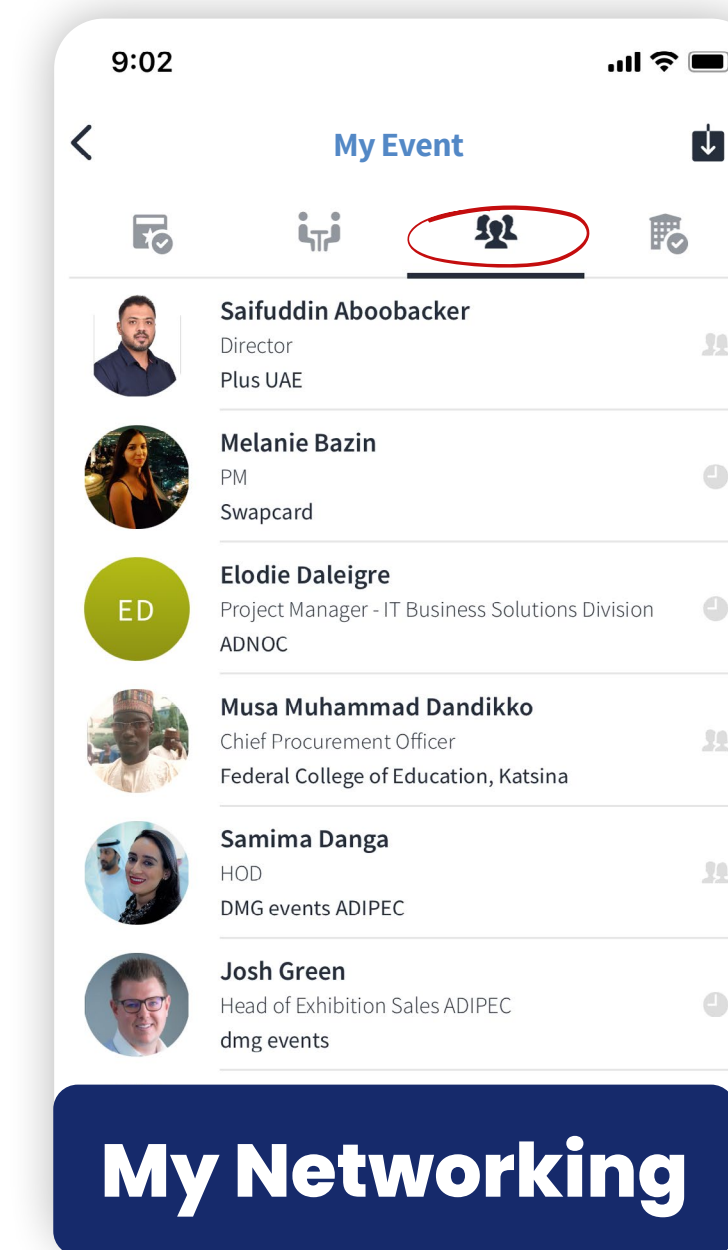 9:02
My Event
Saifuddin Aboobacker
Director
Plus UAE
Melanie Bazin
PM
Swapcard
ED
Elodie Daleigre
Project Manager - IT Business Solutions Division
ADNOC
Musa Muhammad Dandikko
Chief Procurement Officer
Federal College of Education, Katsina
Samima Danga
HOD
DMG events ADIPEC
Josh Green
Head of Exhibition Sales ADIPEC
dmg events
My Networking